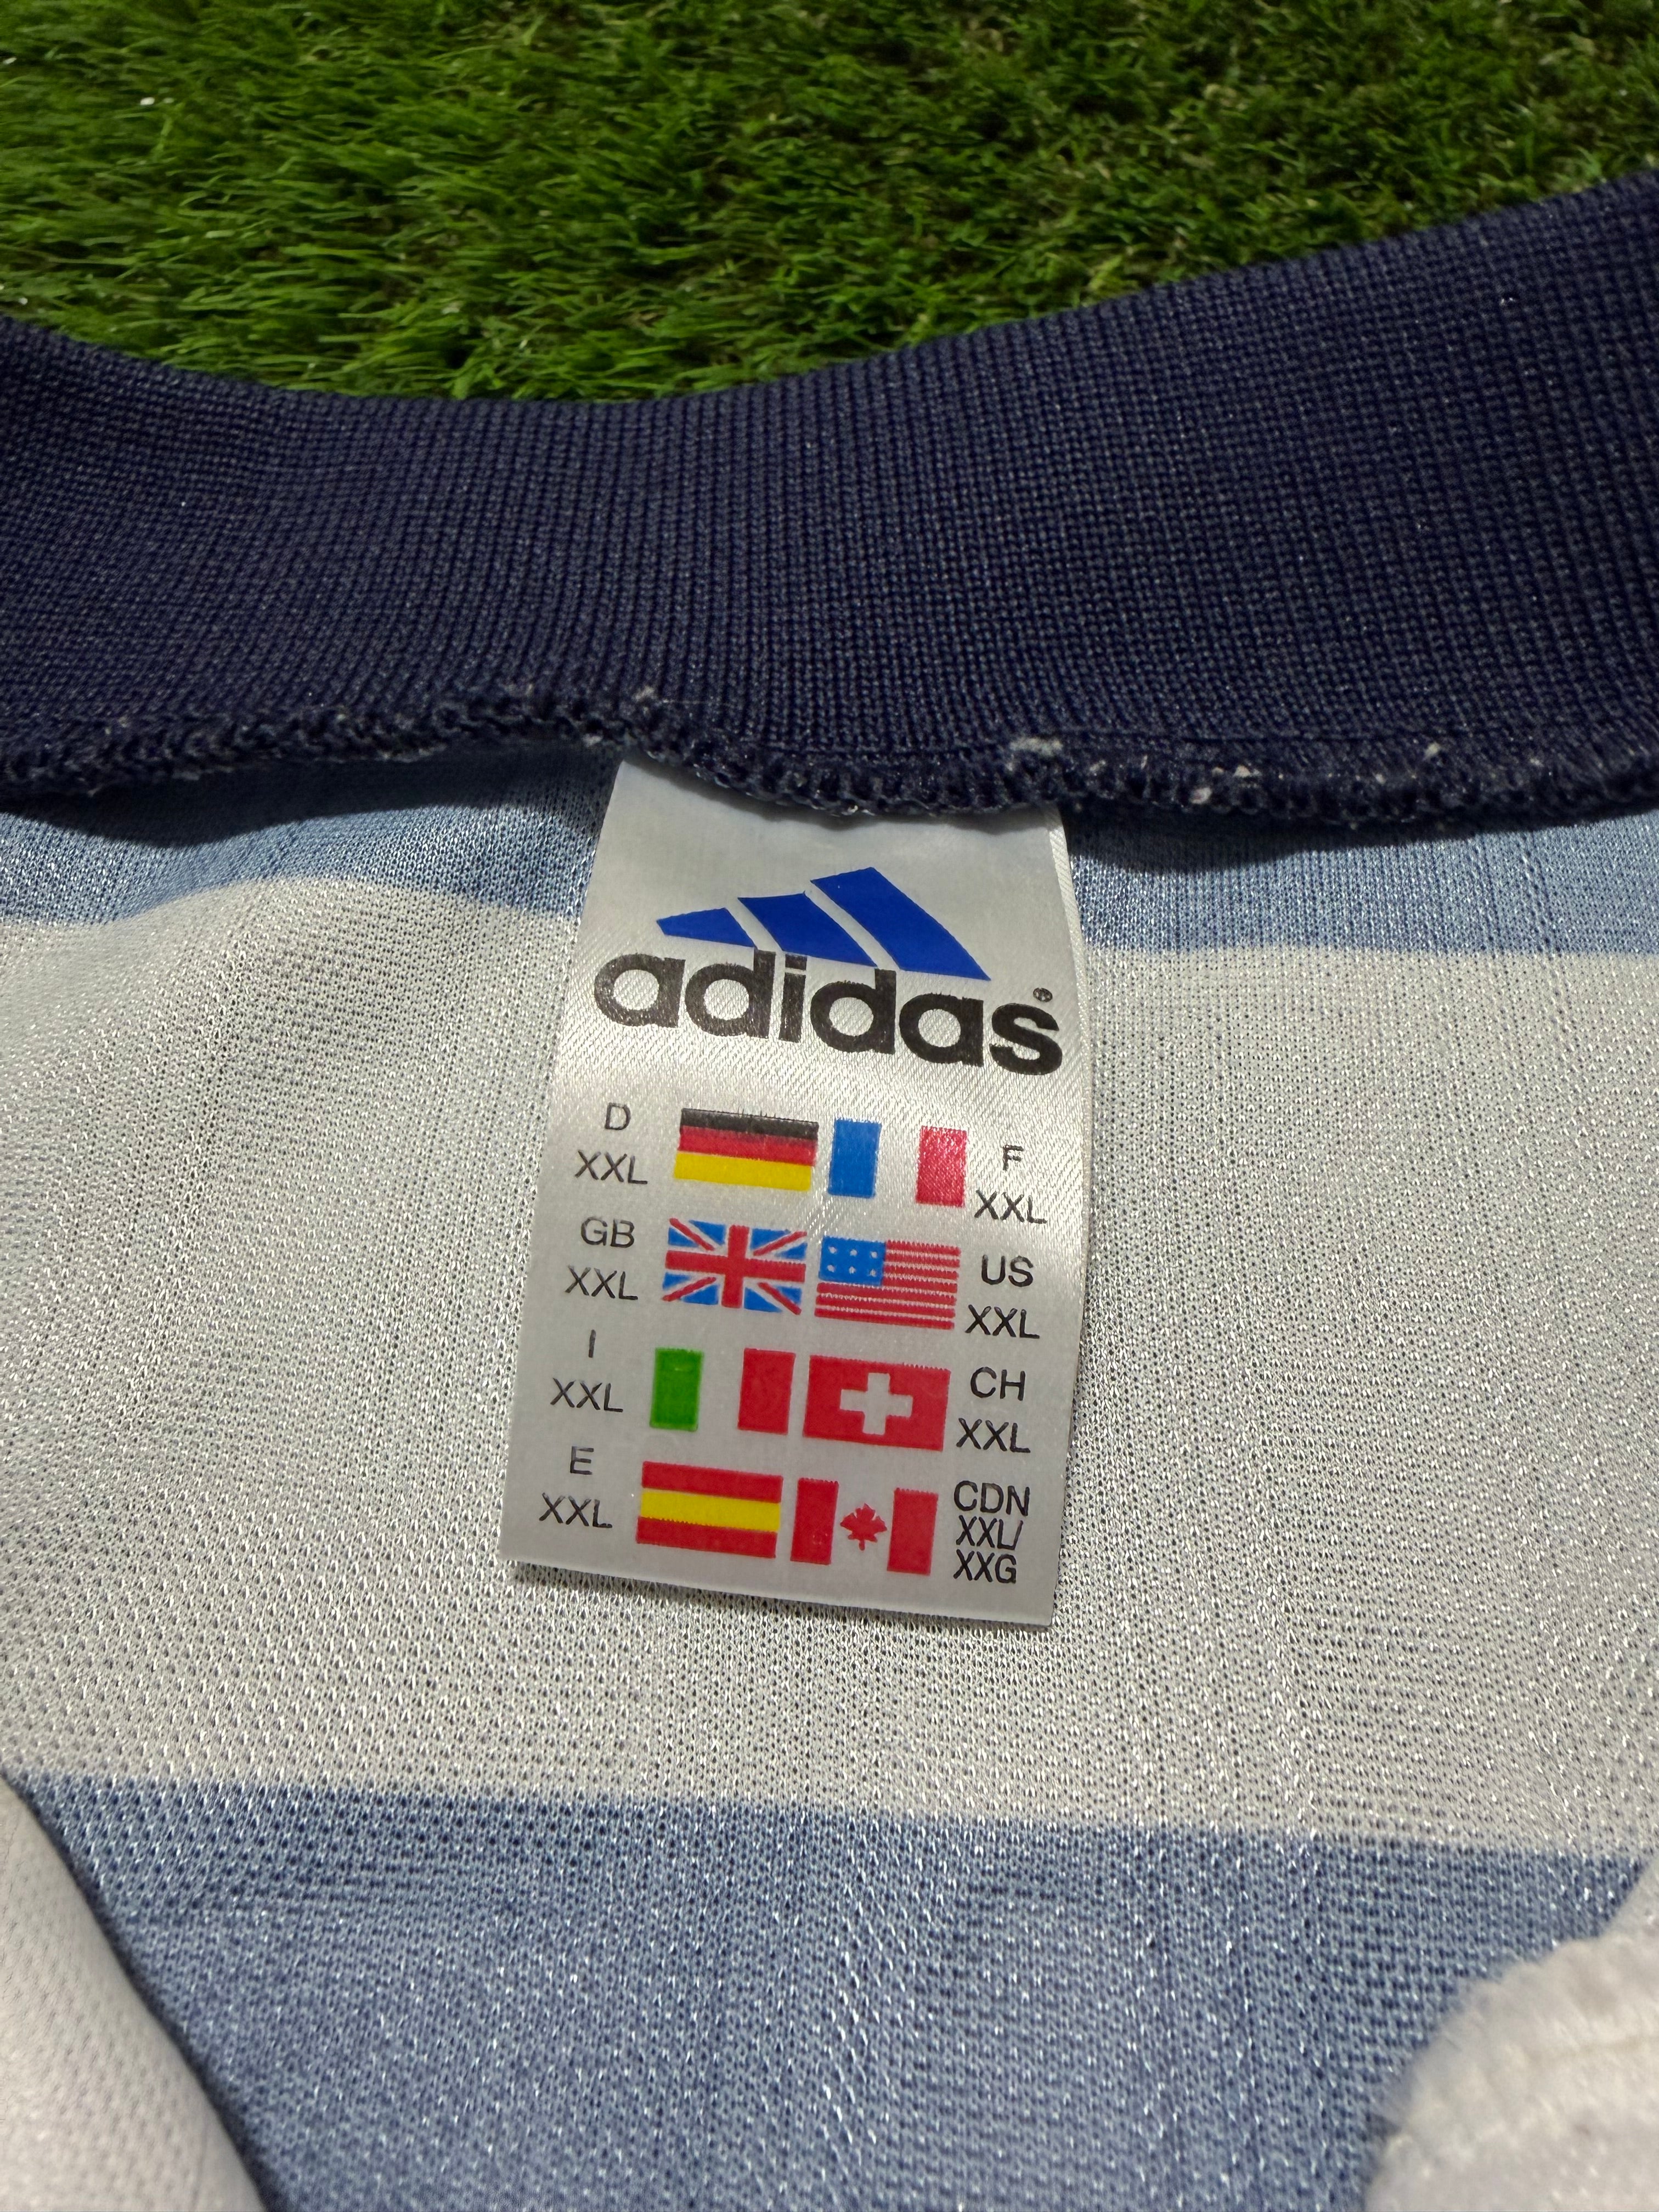 adidas®
D
XXL
F
XXL
GB
XXL
US
XXL
I
XXL
CH
XXL
E
XXL
CDN
XXL/
XXG